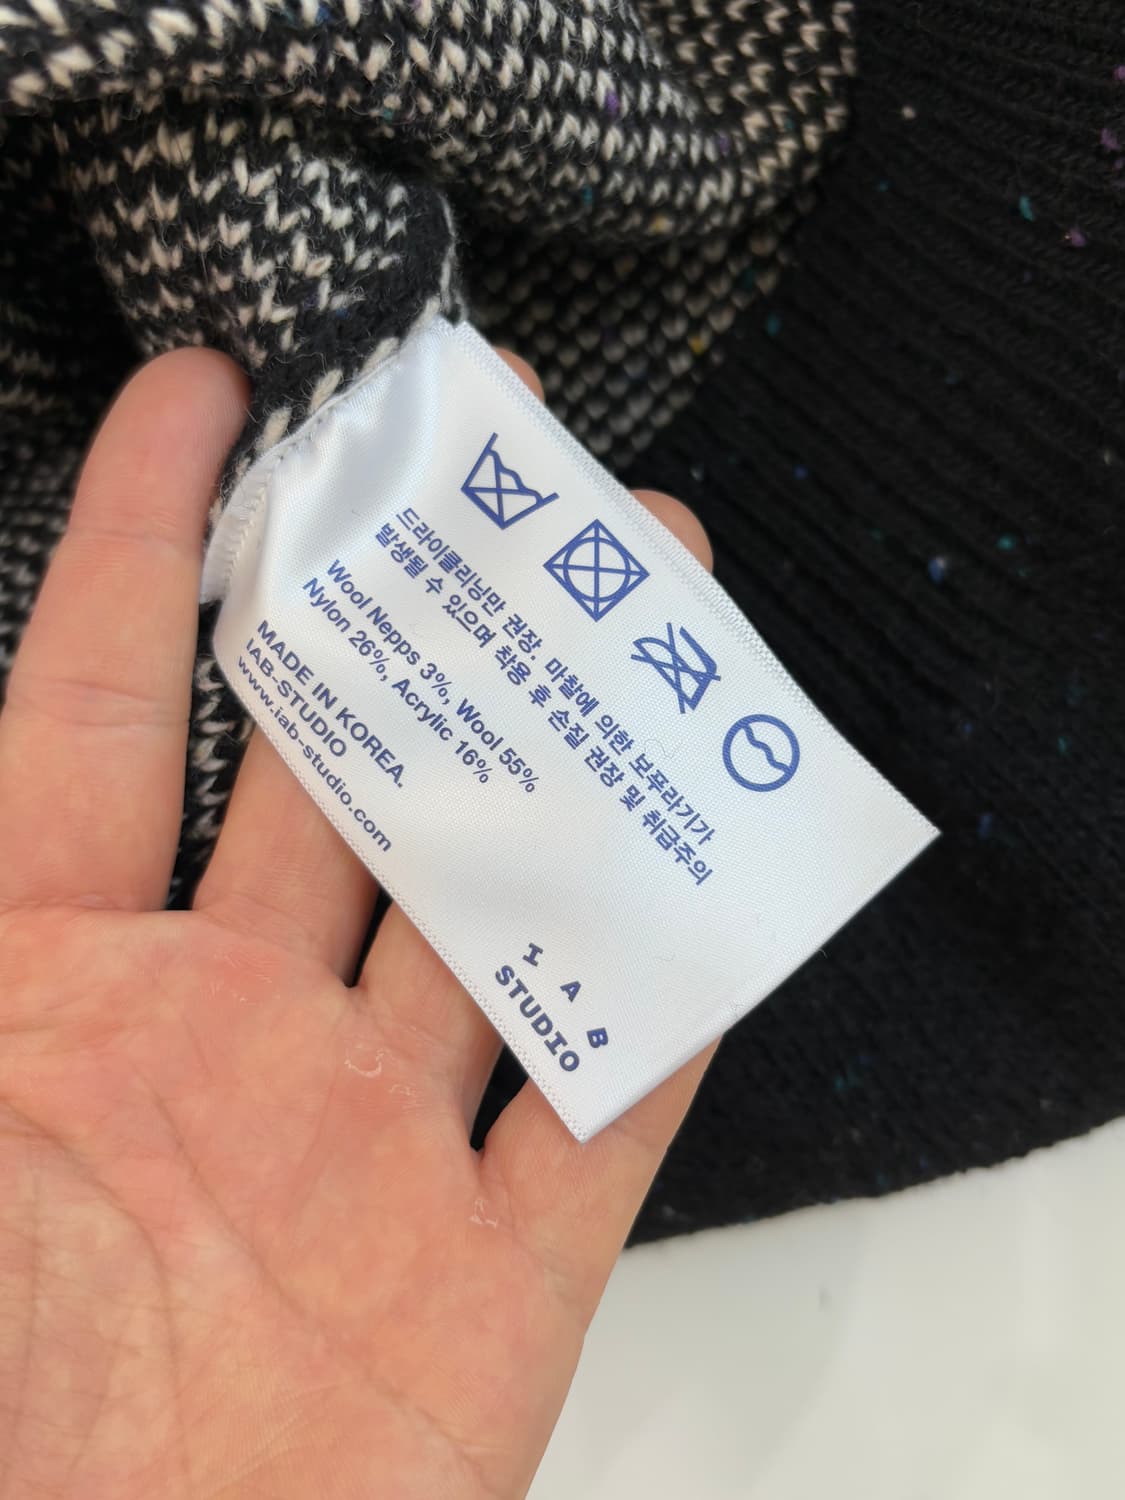 드라이클리닝만 권장. 마찰에 의한 보푸라기가
발생될 수 있으며 착용 후 손질 권장 및 취급주의
Wool Nepps 3%, Wool 55%
Nylon 26%, Acrylic 16%
MADE IN KOREA.
IAB-STUDIO
www.iab-studio.com
I A B
STUDIO